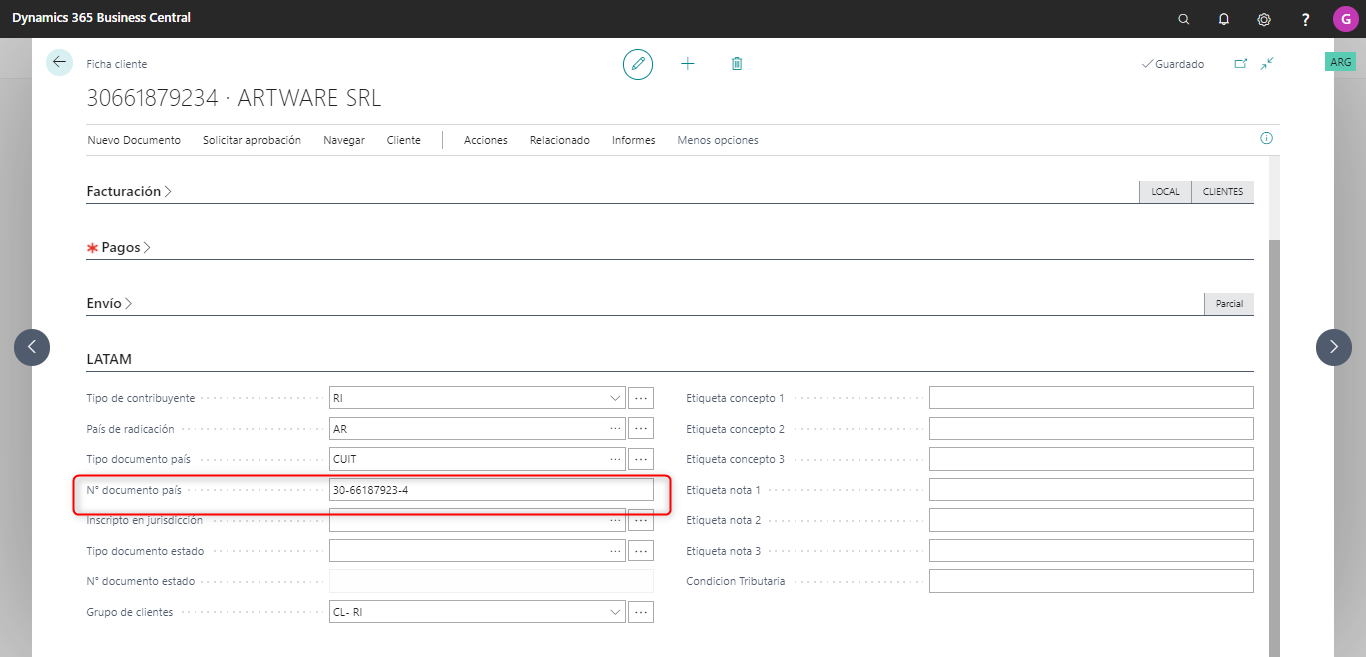 Dynamics 365 Business Central
?
G
Ficha cliente
Guardado
ARG
30661879234 · ARTWARE SRL
Nuevo Documento Solicitar aprobación Navegar Cliente Acciones Relacionado Informes Menos opciones
Facturación
LOCAL CLIENTES
* Pagos
Envío
Parcial
LATAM
Tipo de contribuyente RI
País de radicación AR
Tipo documento país CUIT
N° documento país 30-66187923-4
Inscripto en jurisdicción
Tipo documento estado
N° documento estado
Grupo de clientes CL- RI
Etiqueta concepto 1
Etiqueta concepto 2
Etiqueta concepto 3
Etiqueta nota 1
Etiqueta nota 2
Etiqueta nota 3
Condicion Tributaria